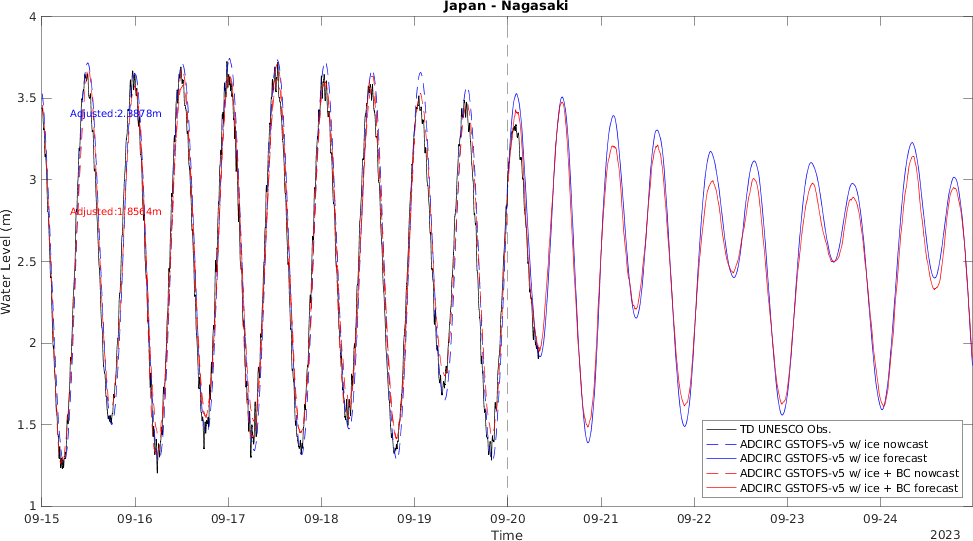 Japan - Nagasaki
4
3.5
3
2.5
2
1.5
1
Water Level (m)
Adjusted:2.3878m
Adjusted:1.8564m
TD UNESCO Obs.
ADCIRC GSTOFS-v5 w/ ice nowcast
ADCIRC GSTOFS-v5 w/ ice forecast
ADCIRC GSTOFS-v5 w/ ice + BC nowcast
ADCIRC GSTOFS-v5 w/ ice + BC forecast
09-15 09-16 09-17 09-18 09-19 09-20 09-21 09-22 09-23 09-24
Time
2023